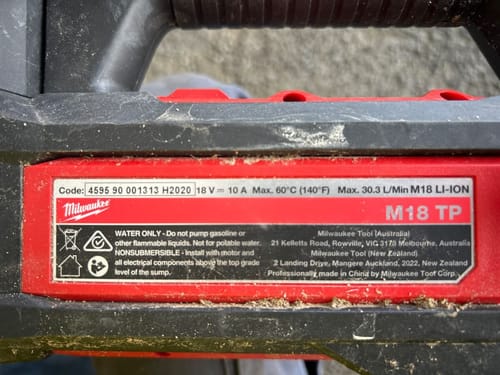 Code: 4595 90 001313 H2020 18 V ⎓ 10 A Max. 60°C (140°F) Max. 30.3 L/Min M18 LI-ION
Milwaukee
M18 TP
WATER ONLY - Do not pump gasoline or
other flammable liquids. Not for potable water.
NONSUBMERSIBLE - Install with motor and
all electrical components above the top grade
level of the sump.
Milwaukee Tool (Australia)
21 Kelletts Road, Rowville, VIC 3178 Melbourne, Australia
Milwaukee Tool (New Zealand)
2 Landing Drive, Mangere Auckland, 2022, New Zealand
Professionally made in China by Milwaukee Tool Corp.